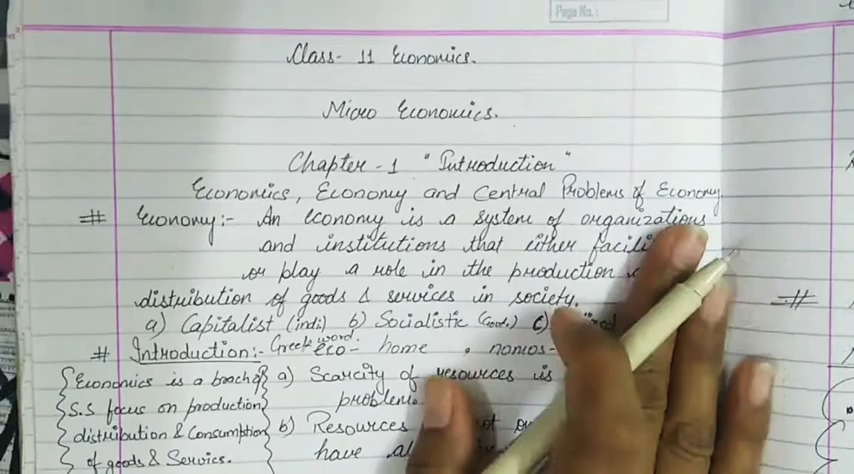 Page No.:
Class- 11 Economics.
Micro Economics.
Chapter-1 "Introduction"
Economics, Economy and Central Problems of Economy
# Economy:- An economy is a system of organizations
and institutions that either
or play a role in the production
distribution of goods & services in society.
a) Capitalist (indi) b) Socialistic (Govt.) c)
# Introduction:- Greek word. eco- home , nomos-
Economics is a brach of
S.S focus on production
distribution & Consumption
of goods & Servics.
a) Scarcity of resources is
problem
b) Resources
have
#